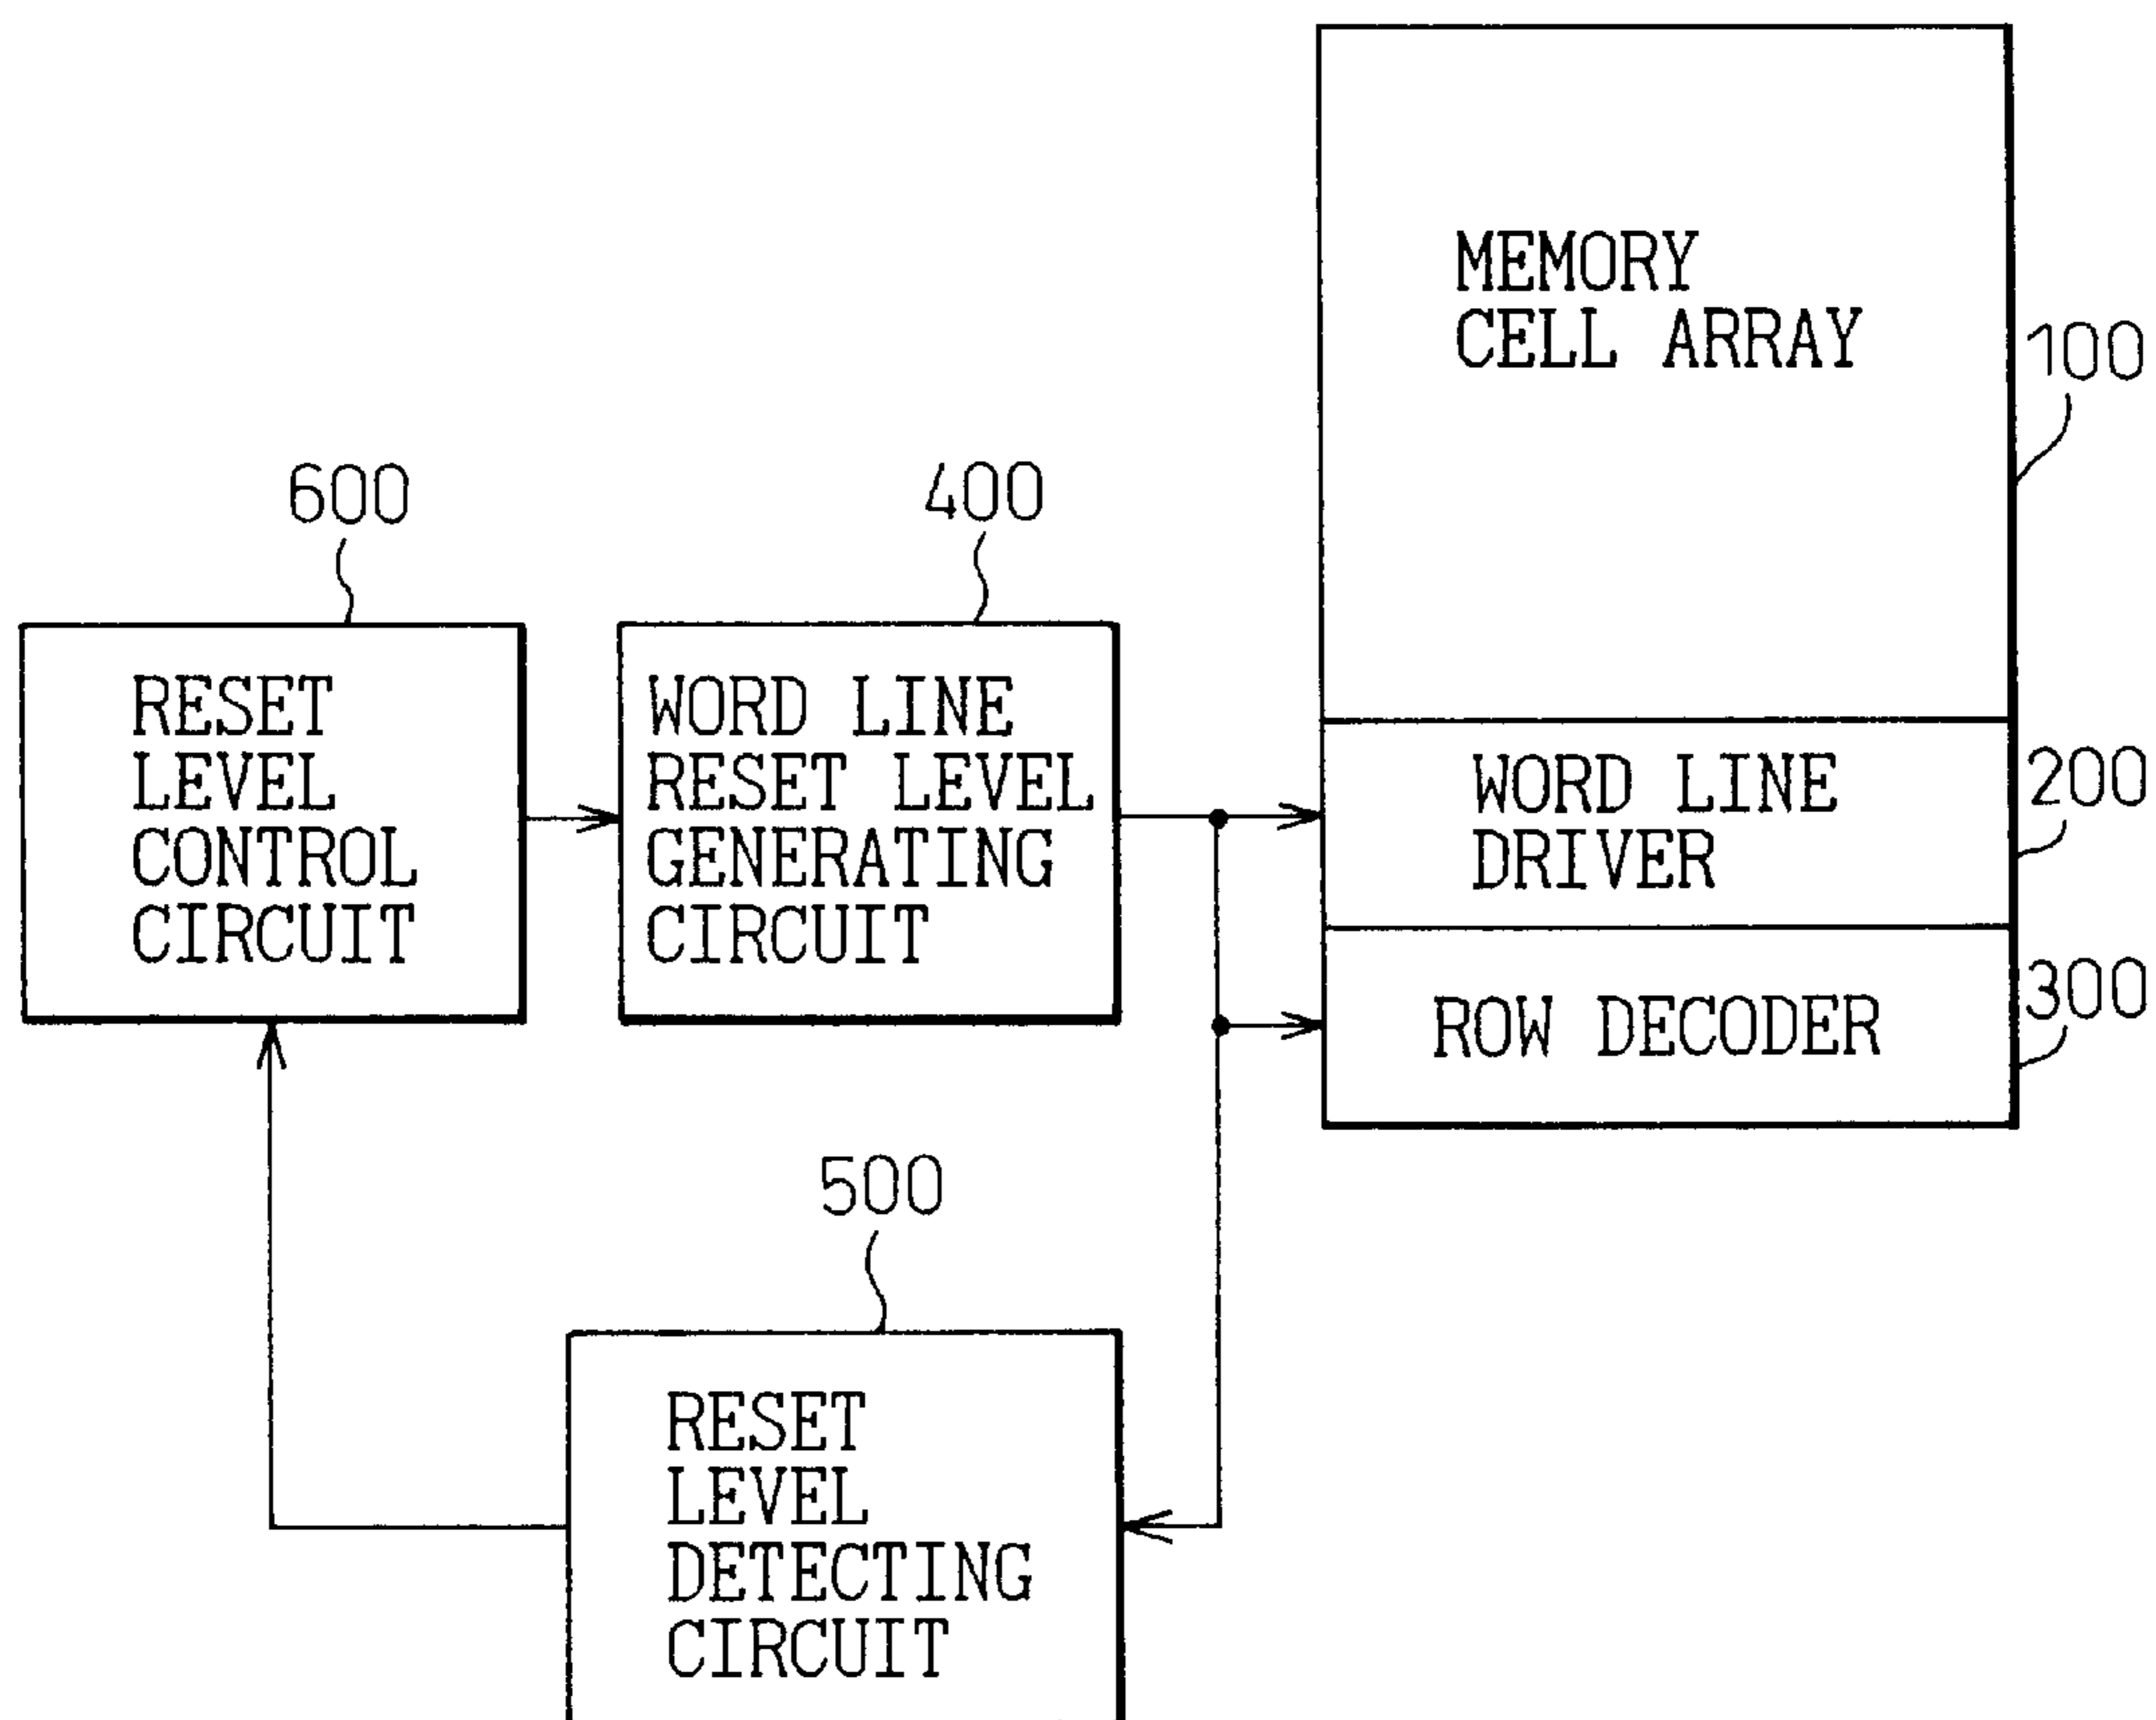 MEMORY
CELL ARRAY
100
600
400
RESET
LEVEL
CONTROL
CIRCUIT
WORD LINE
RESET LEVEL
GENERATING
CIRCUIT
WORD LINE
DRIVER
200
ROW DECODER
300
500
RESET
LEVEL
DETECTING
CIRCUIT